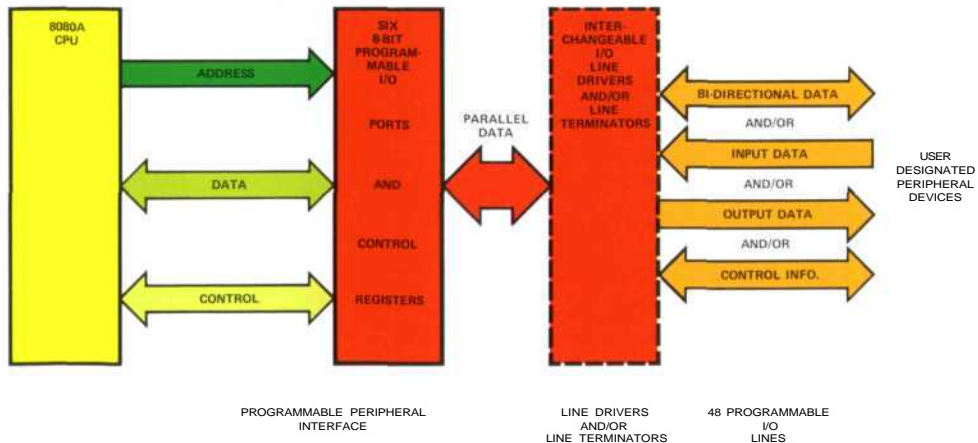 8080A
CPU
ADDRESS
DATA
CONTROL
SIX
8-BIT
PROGRAM-
MABLE
I/O
PORTS
AND
CONTROL
REGISTERS
PARALLEL
DATA
INTER-
CHANGEABLE
I/O
LINE
DRIVERS
AND/OR
LINE
TERMINATORS
BI-DIRECTIONAL DATA
AND/OR
INPUT DATA
AND/OR
OUTPUT DATA
AND/OR
CONTROL INFO.
USER
DESIGNATED
PERIPHERAL
DEVICES
PROGRAMMABLE PERIPHERAL
INTERFACE
LINE DRIVERS
AND/OR
LINE TERMINATORS
48 PROGRAMMABLE
I/O
LINES